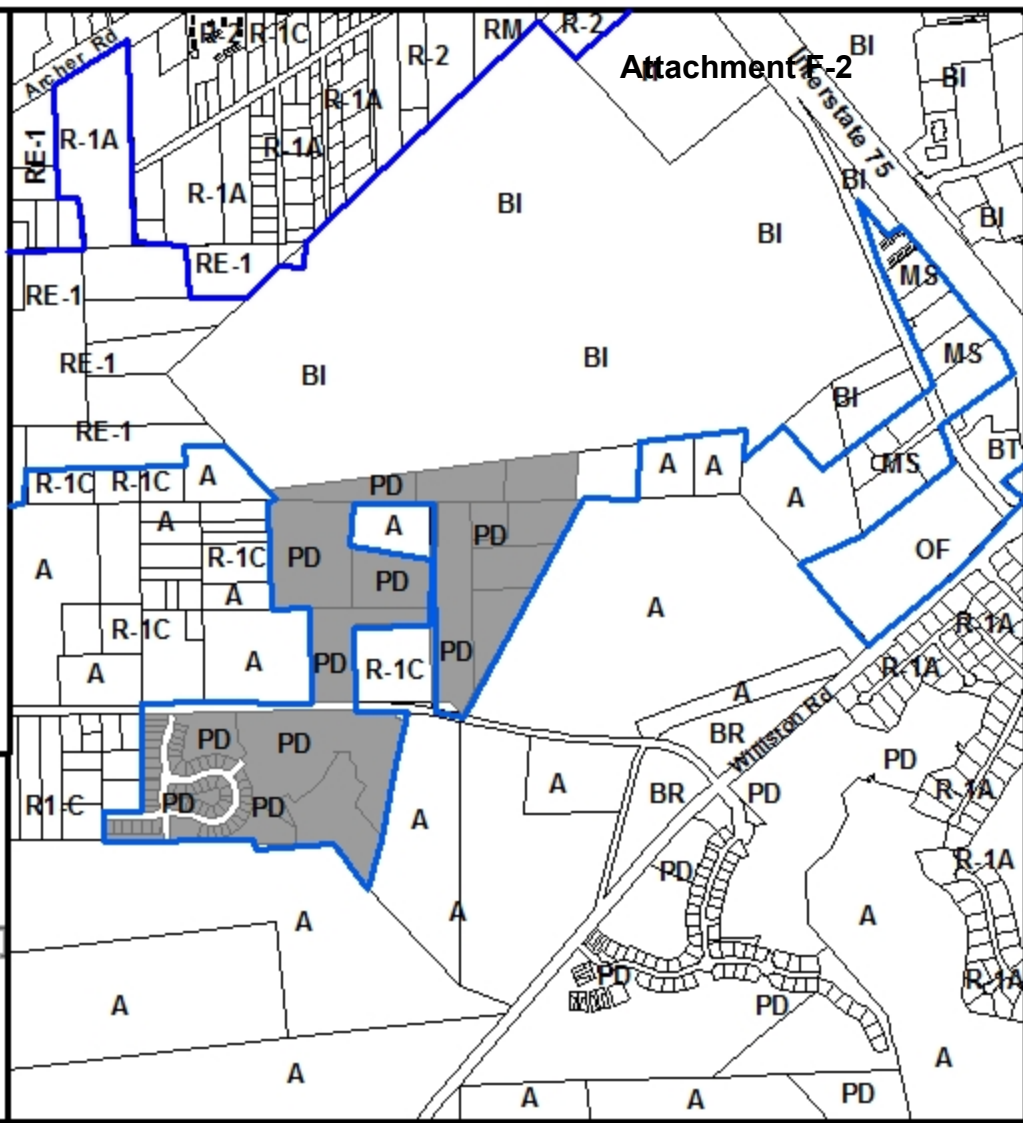 R-2
R-1C
RM
R-2
BI
Attachment F-2
Archer Rd
R-2
BI
R-1A
Interstate 75
RE-1
R-1A
R-1A
BI
R-1A
BI
BI
BI
RE-1
MS
RE-1
BI
MS
RE-1
BI
BI
RE-1
BT
R-1C
R-1C
A
A
A
MS
PD
A
A
A
PD
OF
A
R-1C
PD
PD
A
A
R-1A
R-1C
A
PD
PD
R-1C
R-1A
A
A
BR
Williston Rd
PD
PD
PD
A
BR
PD
R-1A
R1-C
PD
PD
A
R-1A
PD
A
A
A
PD
R-1A
A
PD
A
A
A
A
PD